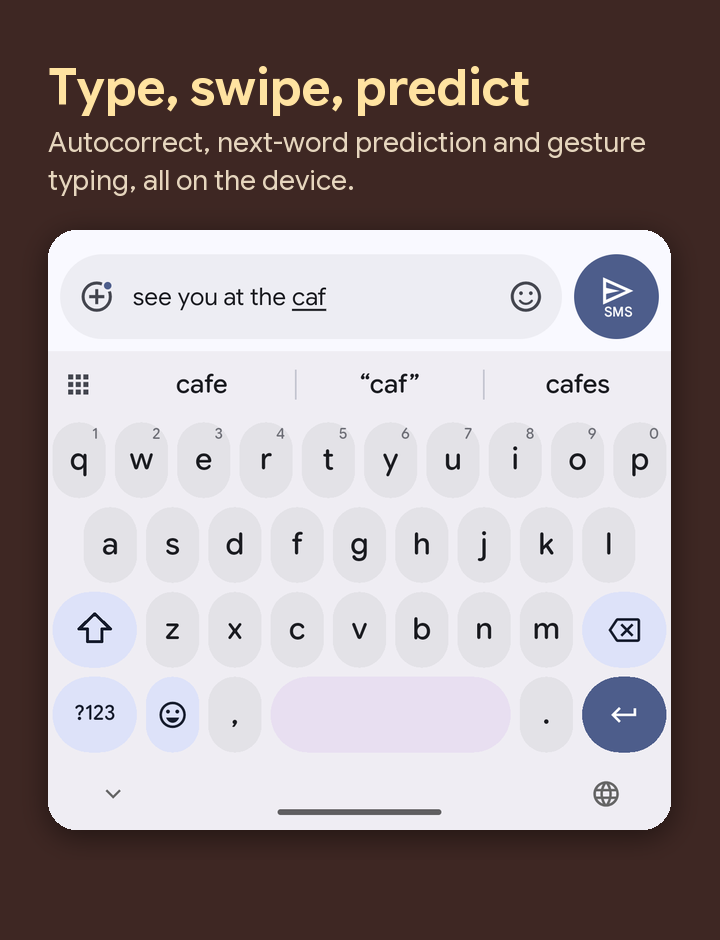 Type, swipe, predict
Autocorrect, next-word prediction and gesture
typing, all on the device.
see you at the caf
SMS
cafe “caf” cafes
1 2 3 4 5 6 7 8 9 0
q w e r t y u i o p
a s d f g h j k l
z x c v b n m
?123 , .